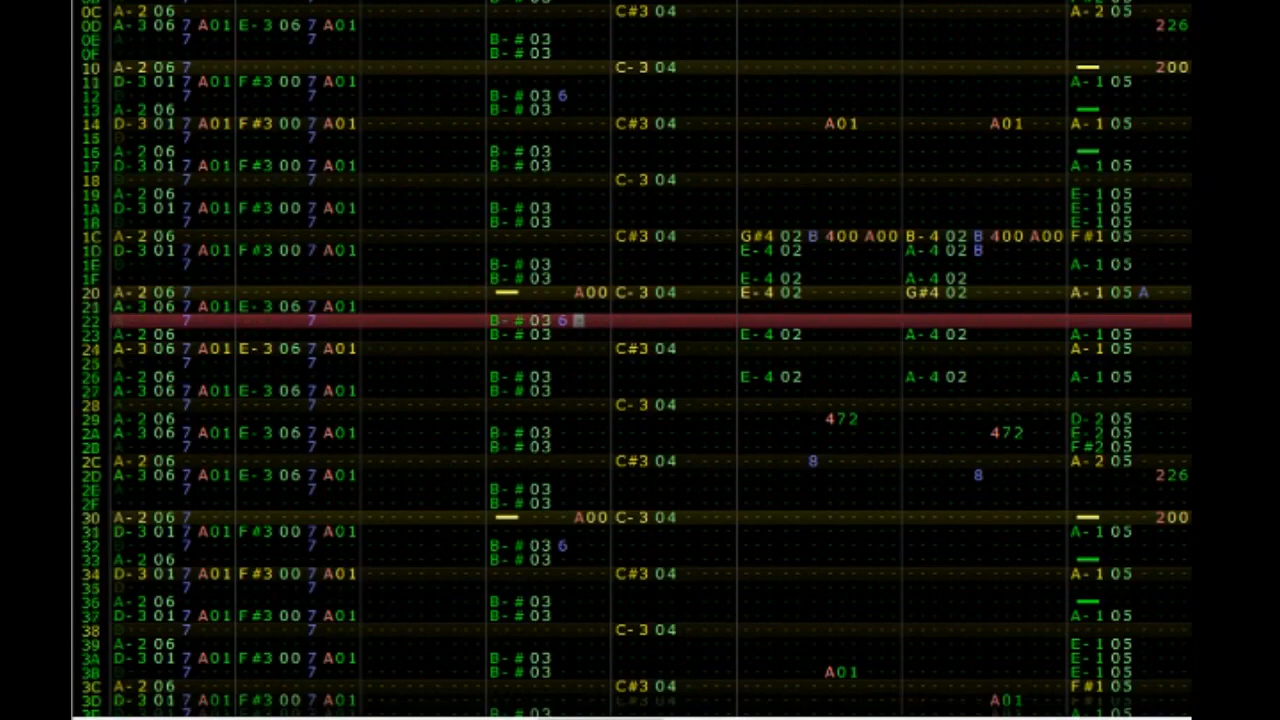 0C A-2 06 C#3 04 A-2 05
0D A-3 06 7 A01 E-3 06 7 A01 226
0E 7 7 B-# 03
0F B-# 03
10 A-2 06 7 C-3 04 200
11 D-3 01 7 A01 F#3 00 7 A01 A-1 05
12 7 7 B-# 03 6
13 A-2 06 B-# 03
14 D-3 01 7 A01 F#3 00 7 A01 C#3 04 A01 A01 A-1 05
15 7 7
16 A-2 06 B-# 03
17 D-3 01 7 A01 F#3 00 7 A01 B-# 03 A-1 05
18 7 7 C-3 04
19 A-2 06 E-1 05
1A D-3 01 7 A01 F#3 00 7 A01 B-# 03 E-1 05
1B 7 7 B-# 03 E-1 05
1C A-2 06 C#3 04 G#4 02 B 400 A00 B-4 02 B 400 A00 F#1 05
1D D-3 01 7 A01 F#3 00 7 A01 E-4 02 A-4 02 B
1E 7 7 B-# 03 A-1 05
1F B-# 03 E-4 02 A-4 02
20 A-2 06 7 A00 C-3 04 E-4 02 G#4 02 A-1 05 A
21 A-3 06 7 A01 E-3 06 7 A01
22 7 7 B-# 03 6
23 A-2 06 B-# 03 E-4 02 A-4 02 A-1 05
24 A-3 06 7 A01 E-3 06 7 A01 C#3 04 A-1 05
25 7 7
26 A-2 06 B-# 03 E-4 02 A-4 02 A-1 05
27 A-3 06 7 A01 E-3 06 7 A01 B-# 03
28 7 7 C-3 04
29 A-2 06 472 D-2 05
2A A-3 06 7 A01 E-3 06 7 A01 B-# 03 472 E-2 05
2B 7 7 B-# 03 F#2 05
2C A-2 06 C#3 04 8 A-2 05
2D A-3 06 7 A01 E-3 06 7 A01 8 226
2E 7 7 B-# 03
2F B-# 03
30 A-2 06 7 A00 C-3 04 200
31 D-3 01 7 A01 F#3 00 7 A01 A-1 05
32 7 7 B-# 03 6
33 A-2 06 B-# 03
34 D-3 01 7 A01 F#3 00 7 A01 C#3 04 A-1 05
35 7 7
36 A-2 06 B-# 03
37 D-3 01 7 A01 F#3 00 7 A01 B-# 03 A-1 05
38 7 7 C-3 04
39 A-2 06 E-1 05
3A D-3 01 7 A01 F#3 00 7 A01 B-# 03 E-1 05
3B 7 7 B-# 03 A01 E-1 05
3C A-2 06 C#3 04 F#1 05
3D D-3 01 7 A01 F#3 00 7 A01 A01